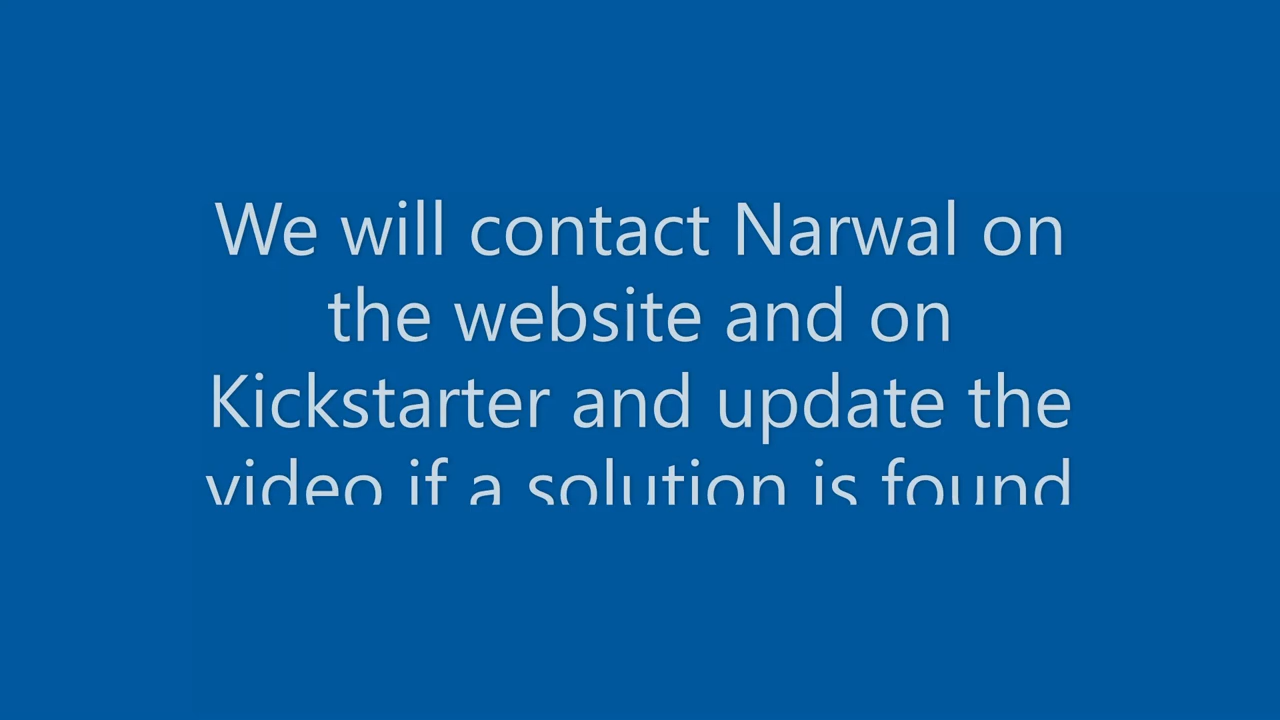 We will contact Narwal on
the website and on
Kickstarter and update the
video if a solution is found